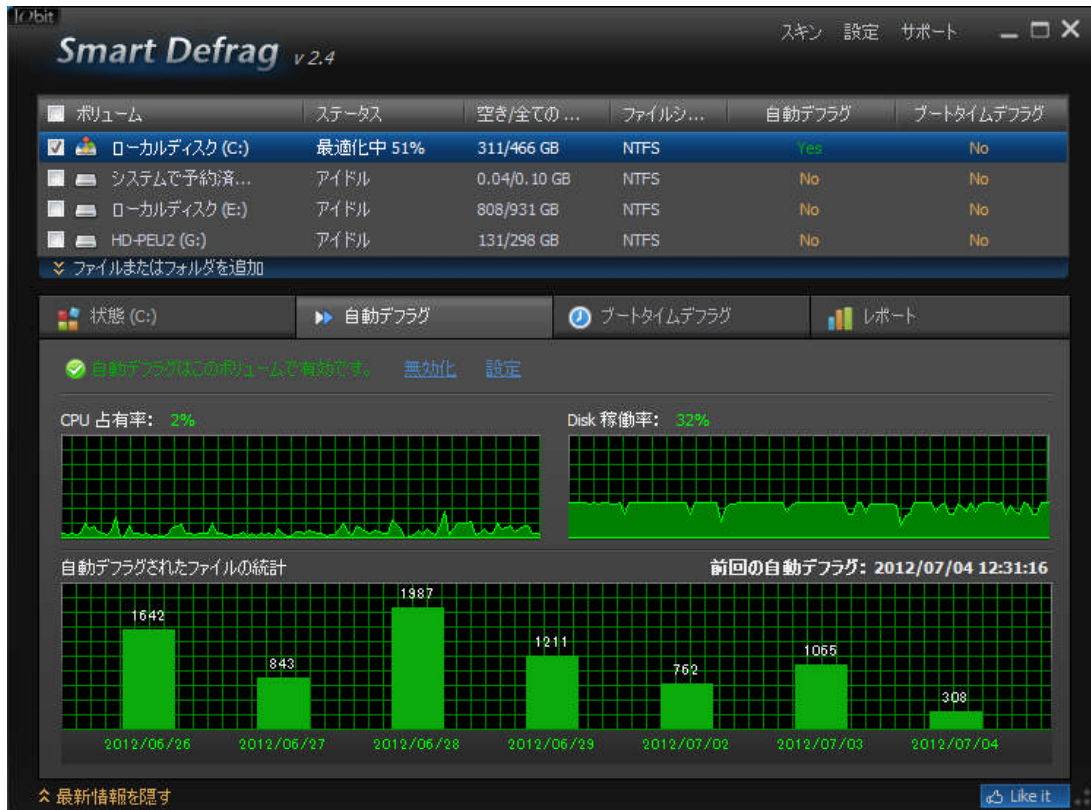 IObit
スキン 設定 サポート
Smart Defrag v 2.4
ボリューム ステータス 空き/全ての ... ファイルシ... 自動デフラグ ブートタイムデフラグ
ローカルディスク (C:) 最適化中 51% 311/466 GB NTFS Yes No
システムで予約済... アイドル 0.04/0.10 GB NTFS No No
ローカルディスク (E:) アイドル 808/931 GB NTFS No No
HD-PEU2 (G:) アイドル 131/298 GB NTFS No No
ファイルまたはフォルダを追加
状態 (C:) 自動デフラグ ブートタイムデフラグ レポート
自動デフラグはこのボリュームで有効です。 無効化 設定
CPU 占有率: 2% Disk 稼働率: 32%
自動デフラグされたファイルの統計 前回の自動デフラグ: 2012/07/04 12:31:16
1642 843 1987 1211 762 1065 308
2012/06/26 2012/06/27 2012/06/28 2012/06/29 2012/07/02 2012/07/03 2012/07/04
最新情報を隠す Like it